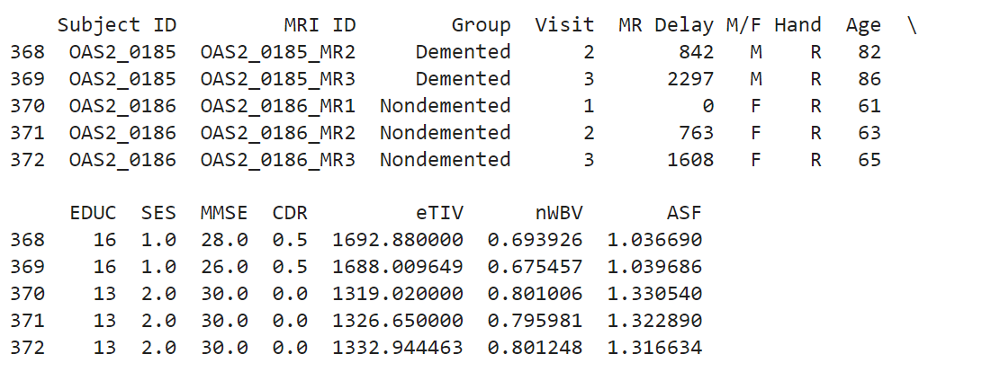 Subject ID MRI ID Group Visit MR Delay M/F Hand Age \
368 OAS2_0185 OAS2_0185_MR2 Demented 2 842 M R 82
369 OAS2_0185 OAS2_0185_MR3 Demented 3 2297 M R 86
370 OAS2_0186 OAS2_0186_MR1 Nondemented 1 0 F R 61
371 OAS2_0186 OAS2_0186_MR2 Nondemented 2 763 F R 63
372 OAS2_0186 OAS2_0186_MR3 Nondemented 3 1608 F R 65
EDUC SES MMSE CDR eTIV nWBV ASF
368 16 1.0 28.0 0.5 1692.880000 0.693926 1.036690
369 16 1.0 26.0 0.5 1688.009649 0.675457 1.039686
370 13 2.0 30.0 0.0 1319.020000 0.801006 1.330540
371 13 2.0 30.0 0.0 1326.650000 0.795981 1.322890
372 13 2.0 30.0 0.0 1332.944463 0.801248 1.316634